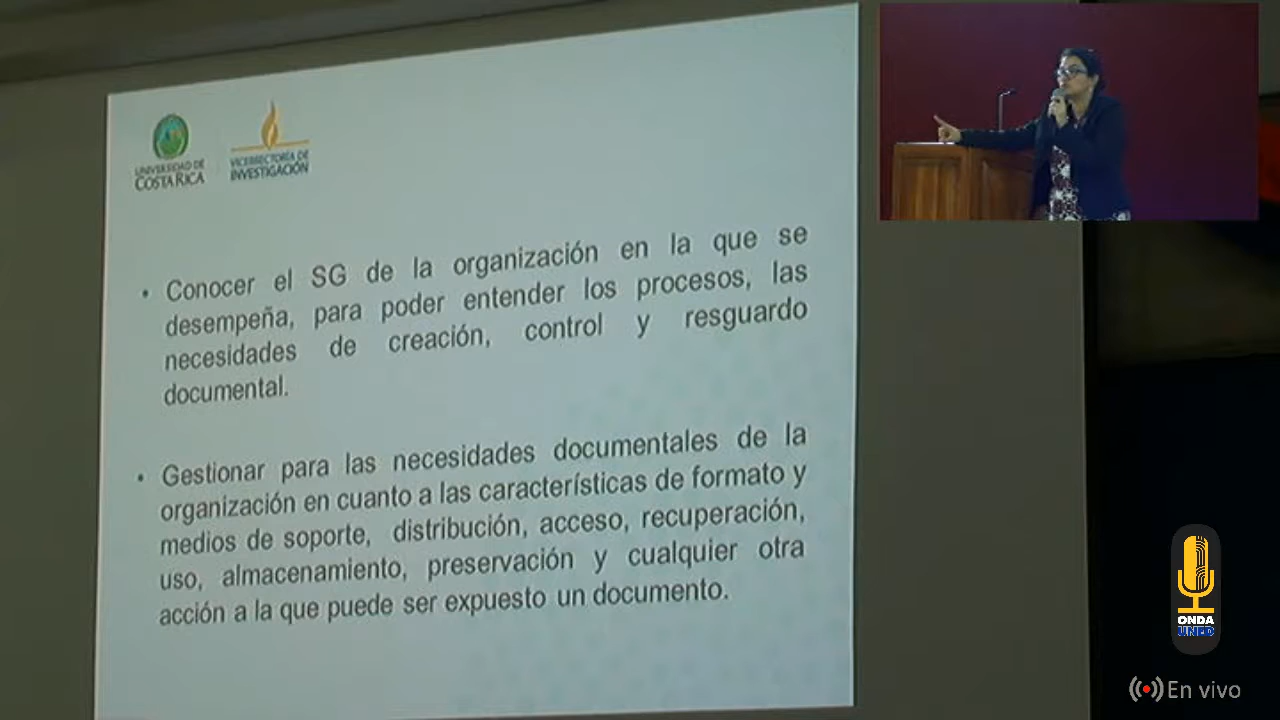 UNIVERSIDAD DE
COSTA RICA
VICERRECTORÍA DE
INVESTIGACIÓN
• Conocer el SG de la organización en la que se
desempeña, para poder entender los procesos, las
necesidades de creación, control y resguardo
documental.
• Gestionar para las necesidades documentales de la
organización en cuanto a las características de formato y
medios de soporte, distribución, acceso, recuperación,
uso, almacenamiento, preservación y cualquier otra
acción a la que puede ser expuesto un documento.
ONDA
UNED
En vivo